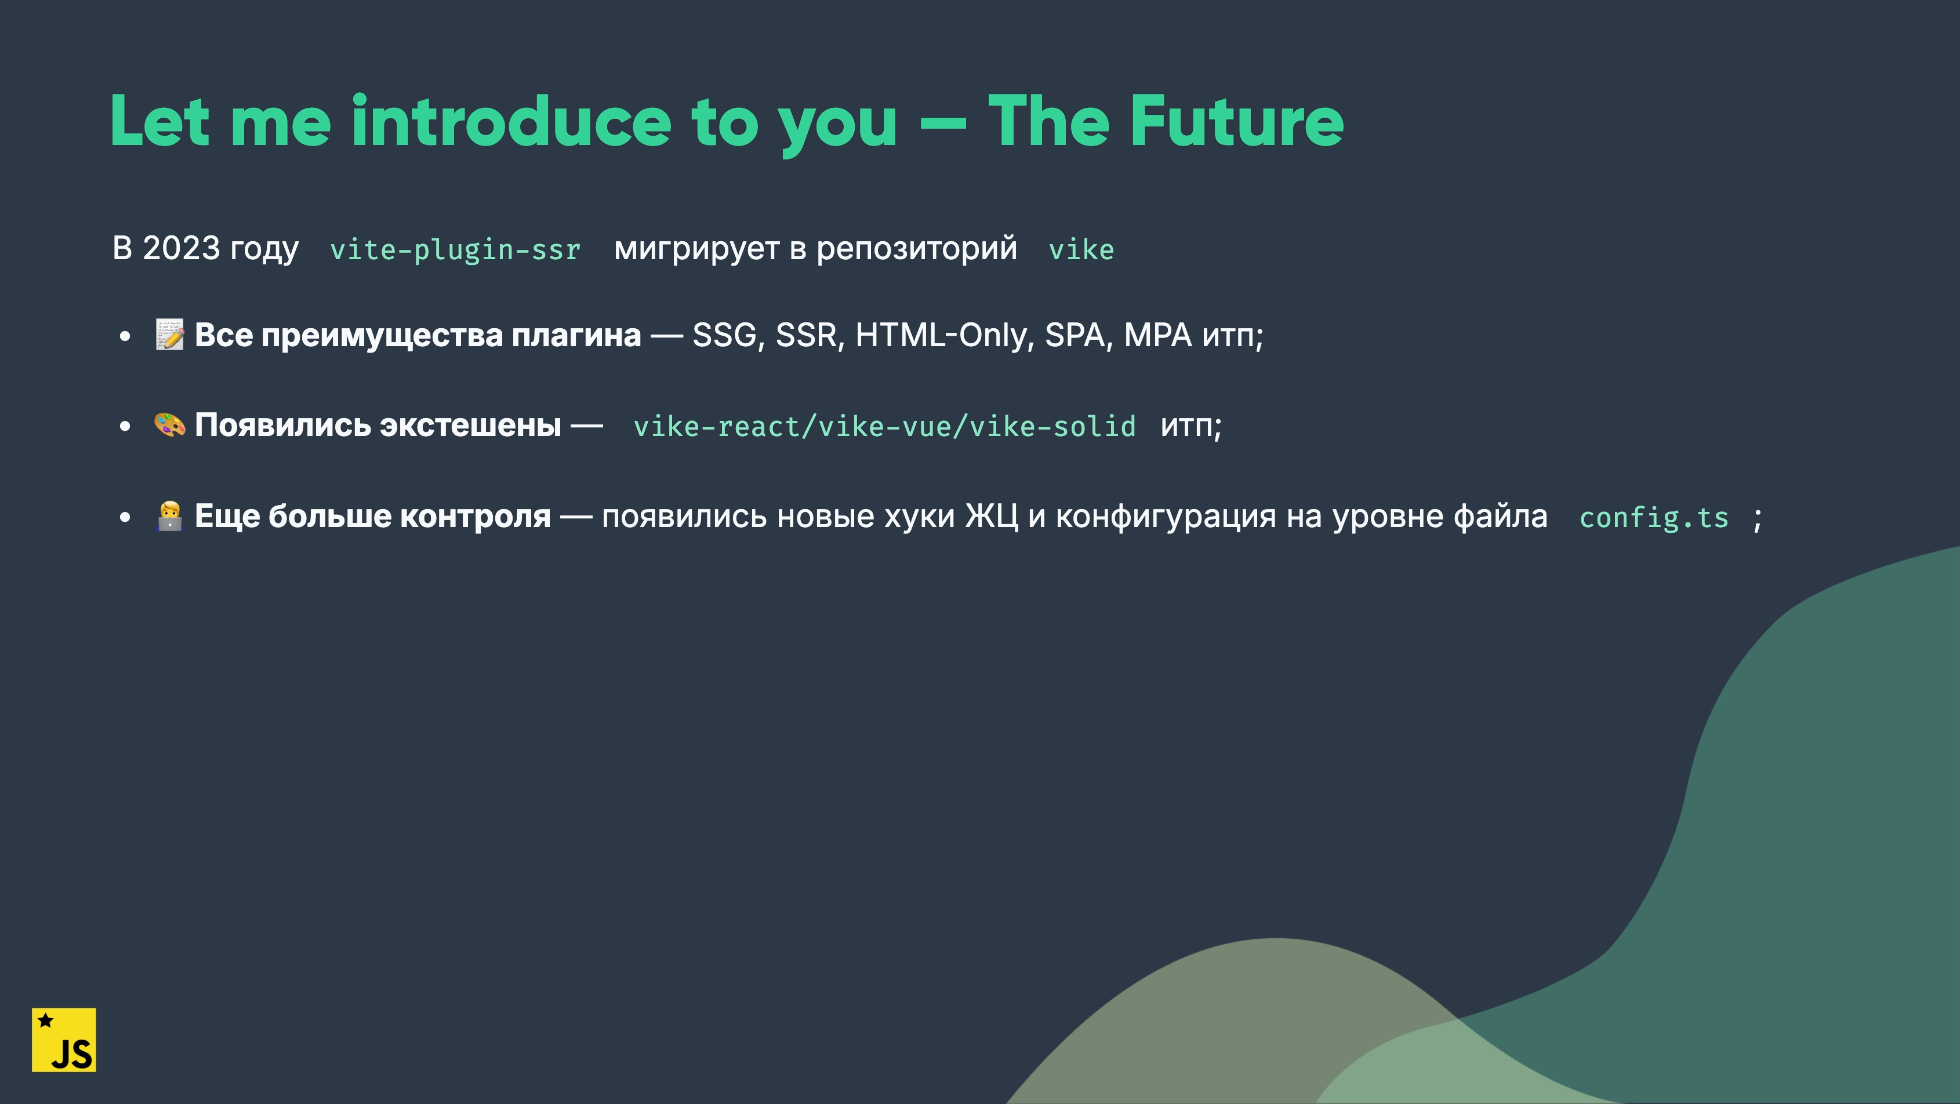 Let me introduce to you — The Future
В 2023 году vite-plugin-ssr мигрирует в репозиторий vike
• 📝 Все преимущества плагина — SSG, SSR, HTML-Only, SPA, MPA итп;
• 🎨 Появились экстешены — vike-react/vike-vue/vike-solid итп;
• 🧑‍💻 Еще больше контроля — появились новые хуки ЖЦ и конфигурация на уровне файла config.ts ;
JS